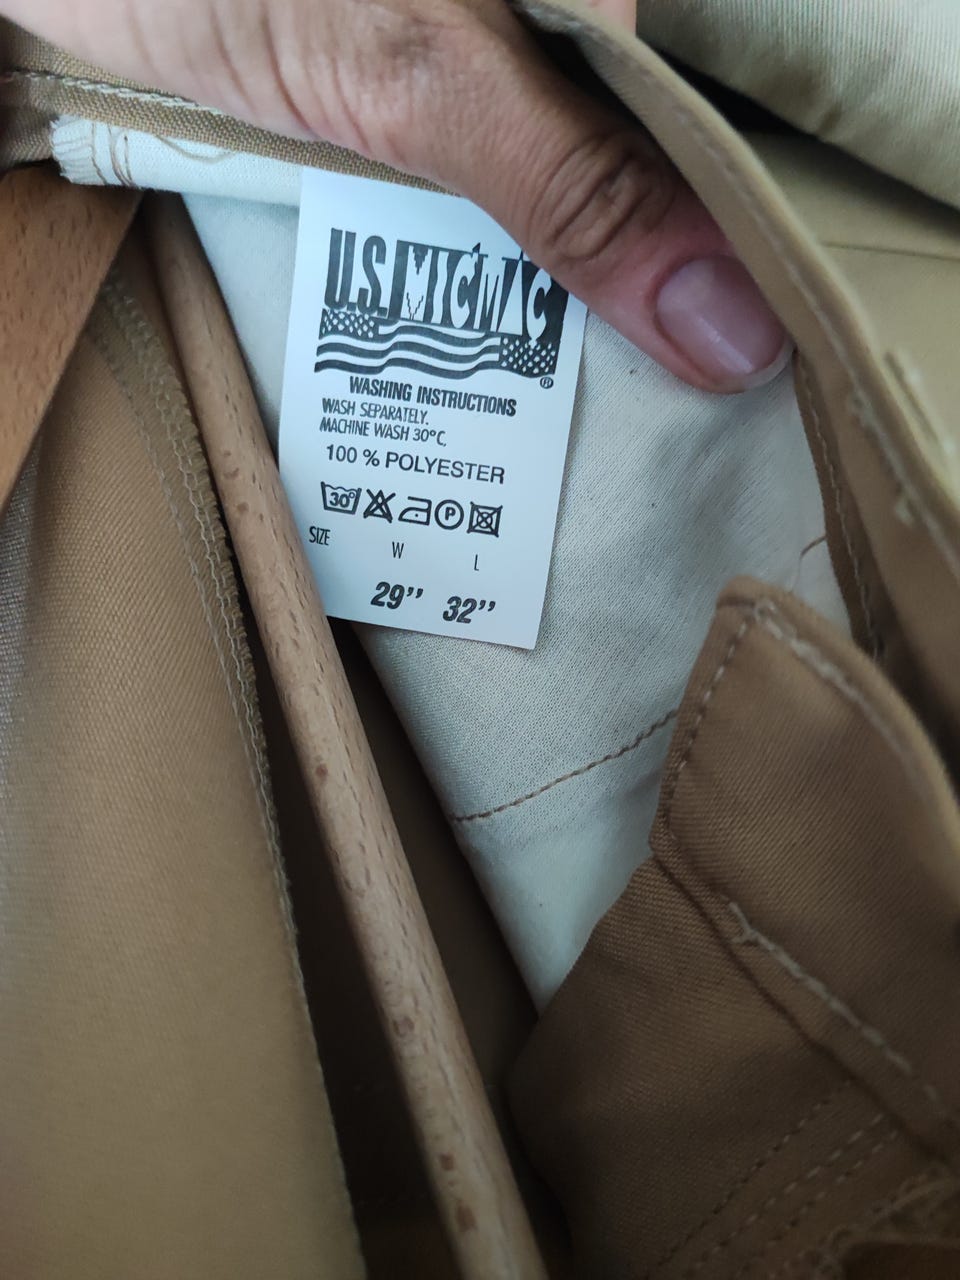 U.S. MICMAC
®
WASHING INSTRUCTIONS
WASH SEPARATELY.
MACHINE WASH 30°C.
100 % POLYESTER
30° P
SIZE W L
29’’ 32’’